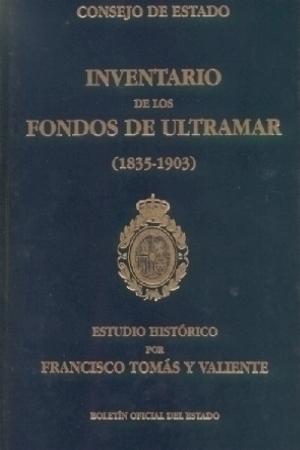 CONSEJO DE ESTADO
INVENTARIO
DE LOS
FONDOS DE ULTRAMAR
(1835-1903)
ESTUDIO HISTÓRICO
POR
FRANCISCO TOMÁS Y VALIENTE
BOLETÍN OFICIAL DEL ESTADO